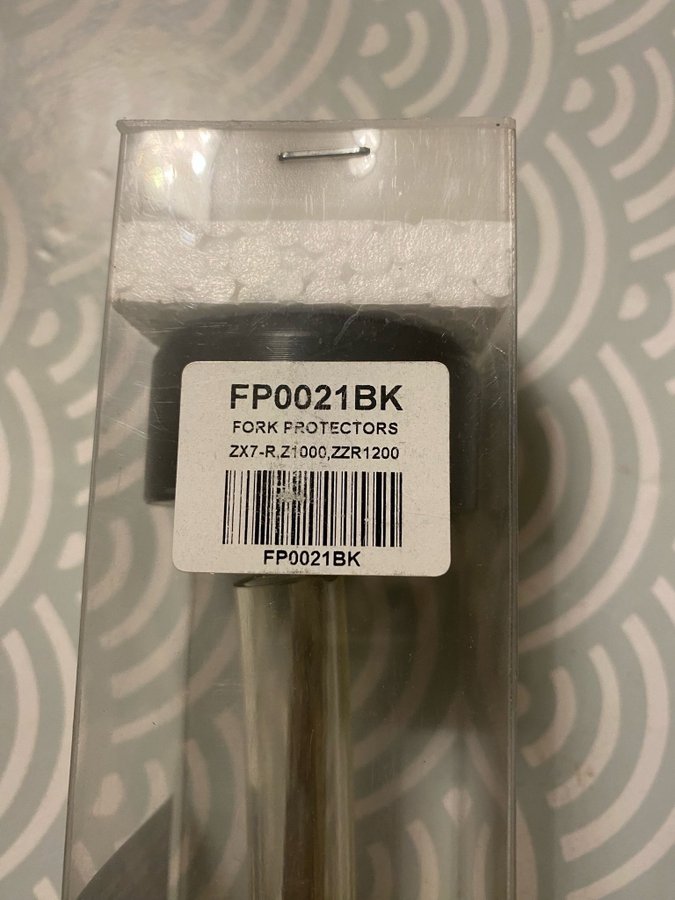 FP0021BK
FORK PROTECTORS
ZX7-R,Z1000,ZZR1200
FP0021BK